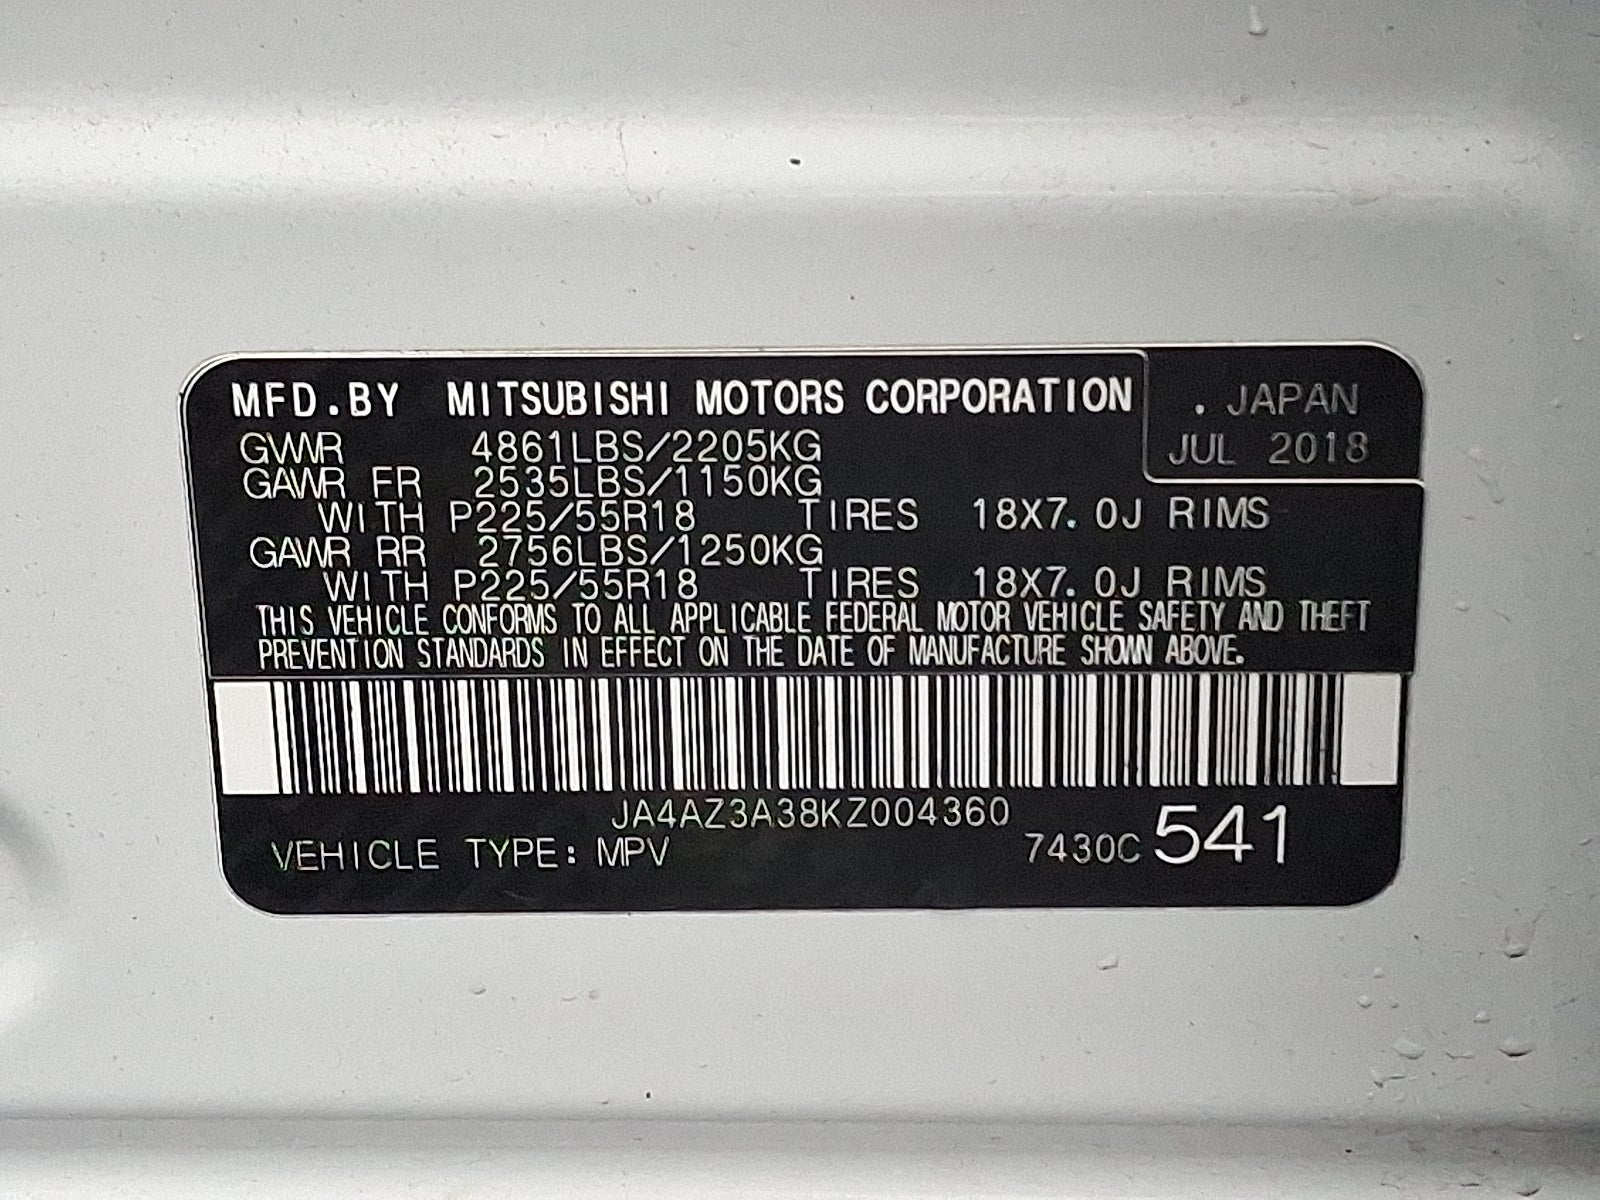 MFD.BY MITSUBISHI MOTORS CORPORATION
. JAPAN
JUL 2018
GVWR 4861LBS/2205KG
GAWR FR 2535LBS/1150KG
WITH P225/55R18 TIRES 18X7.0J RIMS
GAWR RR 2756LBS/1250KG
WITH P225/55R18 TIRES 18X7.0J RIMS
THIS VEHICLE CONFORMS TO ALL APPLICABLE FEDERAL MOTOR VEHICLE SAFETY AND THEFT
PREVENTION STANDARDS IN EFFECT ON THE DATE OF MANUFACTURE SHOWN ABOVE.
JA4AZ3A38KZ004360
VEHICLE TYPE: MPV 7430C 541